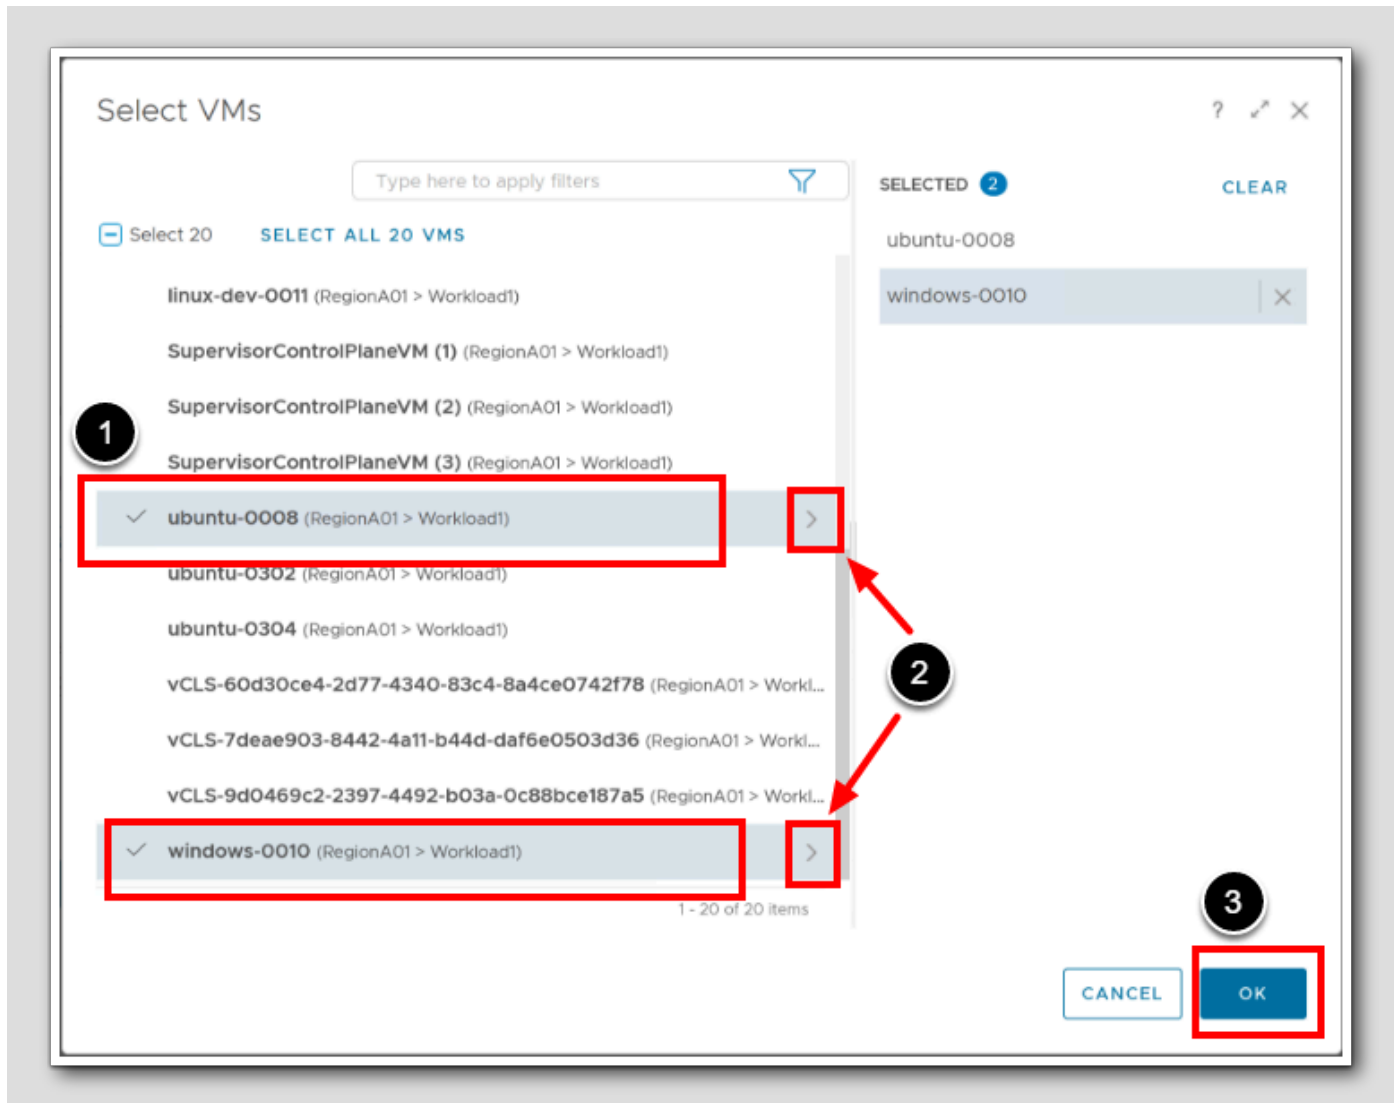 Select VMs
?
Type here to apply filters
SELECTED 2
CLEAR
Select 20 SELECT ALL 20 VMS
ubuntu-0008
linux-dev-0011 (RegionA01 > Workload1)
windows-0010
SupervisorControlPlaneVM (1) (RegionA01 > Workload1)
SupervisorControlPlaneVM (2) (RegionA01 > Workload1)
1
SupervisorControlPlaneVM (3) (RegionA01 > Workload1)
ubuntu-0008 (RegionA01 > Workload1)
ubuntu-0302 (RegionA01 > Workload1)
ubuntu-0304 (RegionA01 > Workload1)
2
vCLS-60d30ce4-2d77-4340-83c4-8a4ce0742f78 (RegionA01 > Workl...
vCLS-7deae903-8442-4a11-b44d-daf6e0503d36 (RegionA01 > Workl...
vCLS-9d0469c2-2397-4492-b03a-0c88bce187a5 (RegionA01 > Workl...
windows-0010 (RegionA01 > Workload1)
1 - 20 of 20 items
3
CANCEL
OK